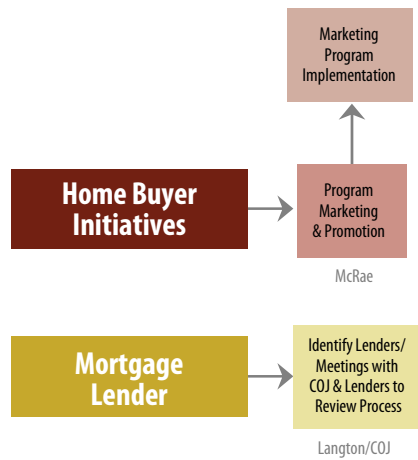 Marketing
Program
Implementation
Home Buyer
Initiatives
Program
Marketing
& Promotion
McRae
Mortgage
Lender
Identify Lenders/
Meetings with
COJ & Lenders to
Review Process
Langton/COJ